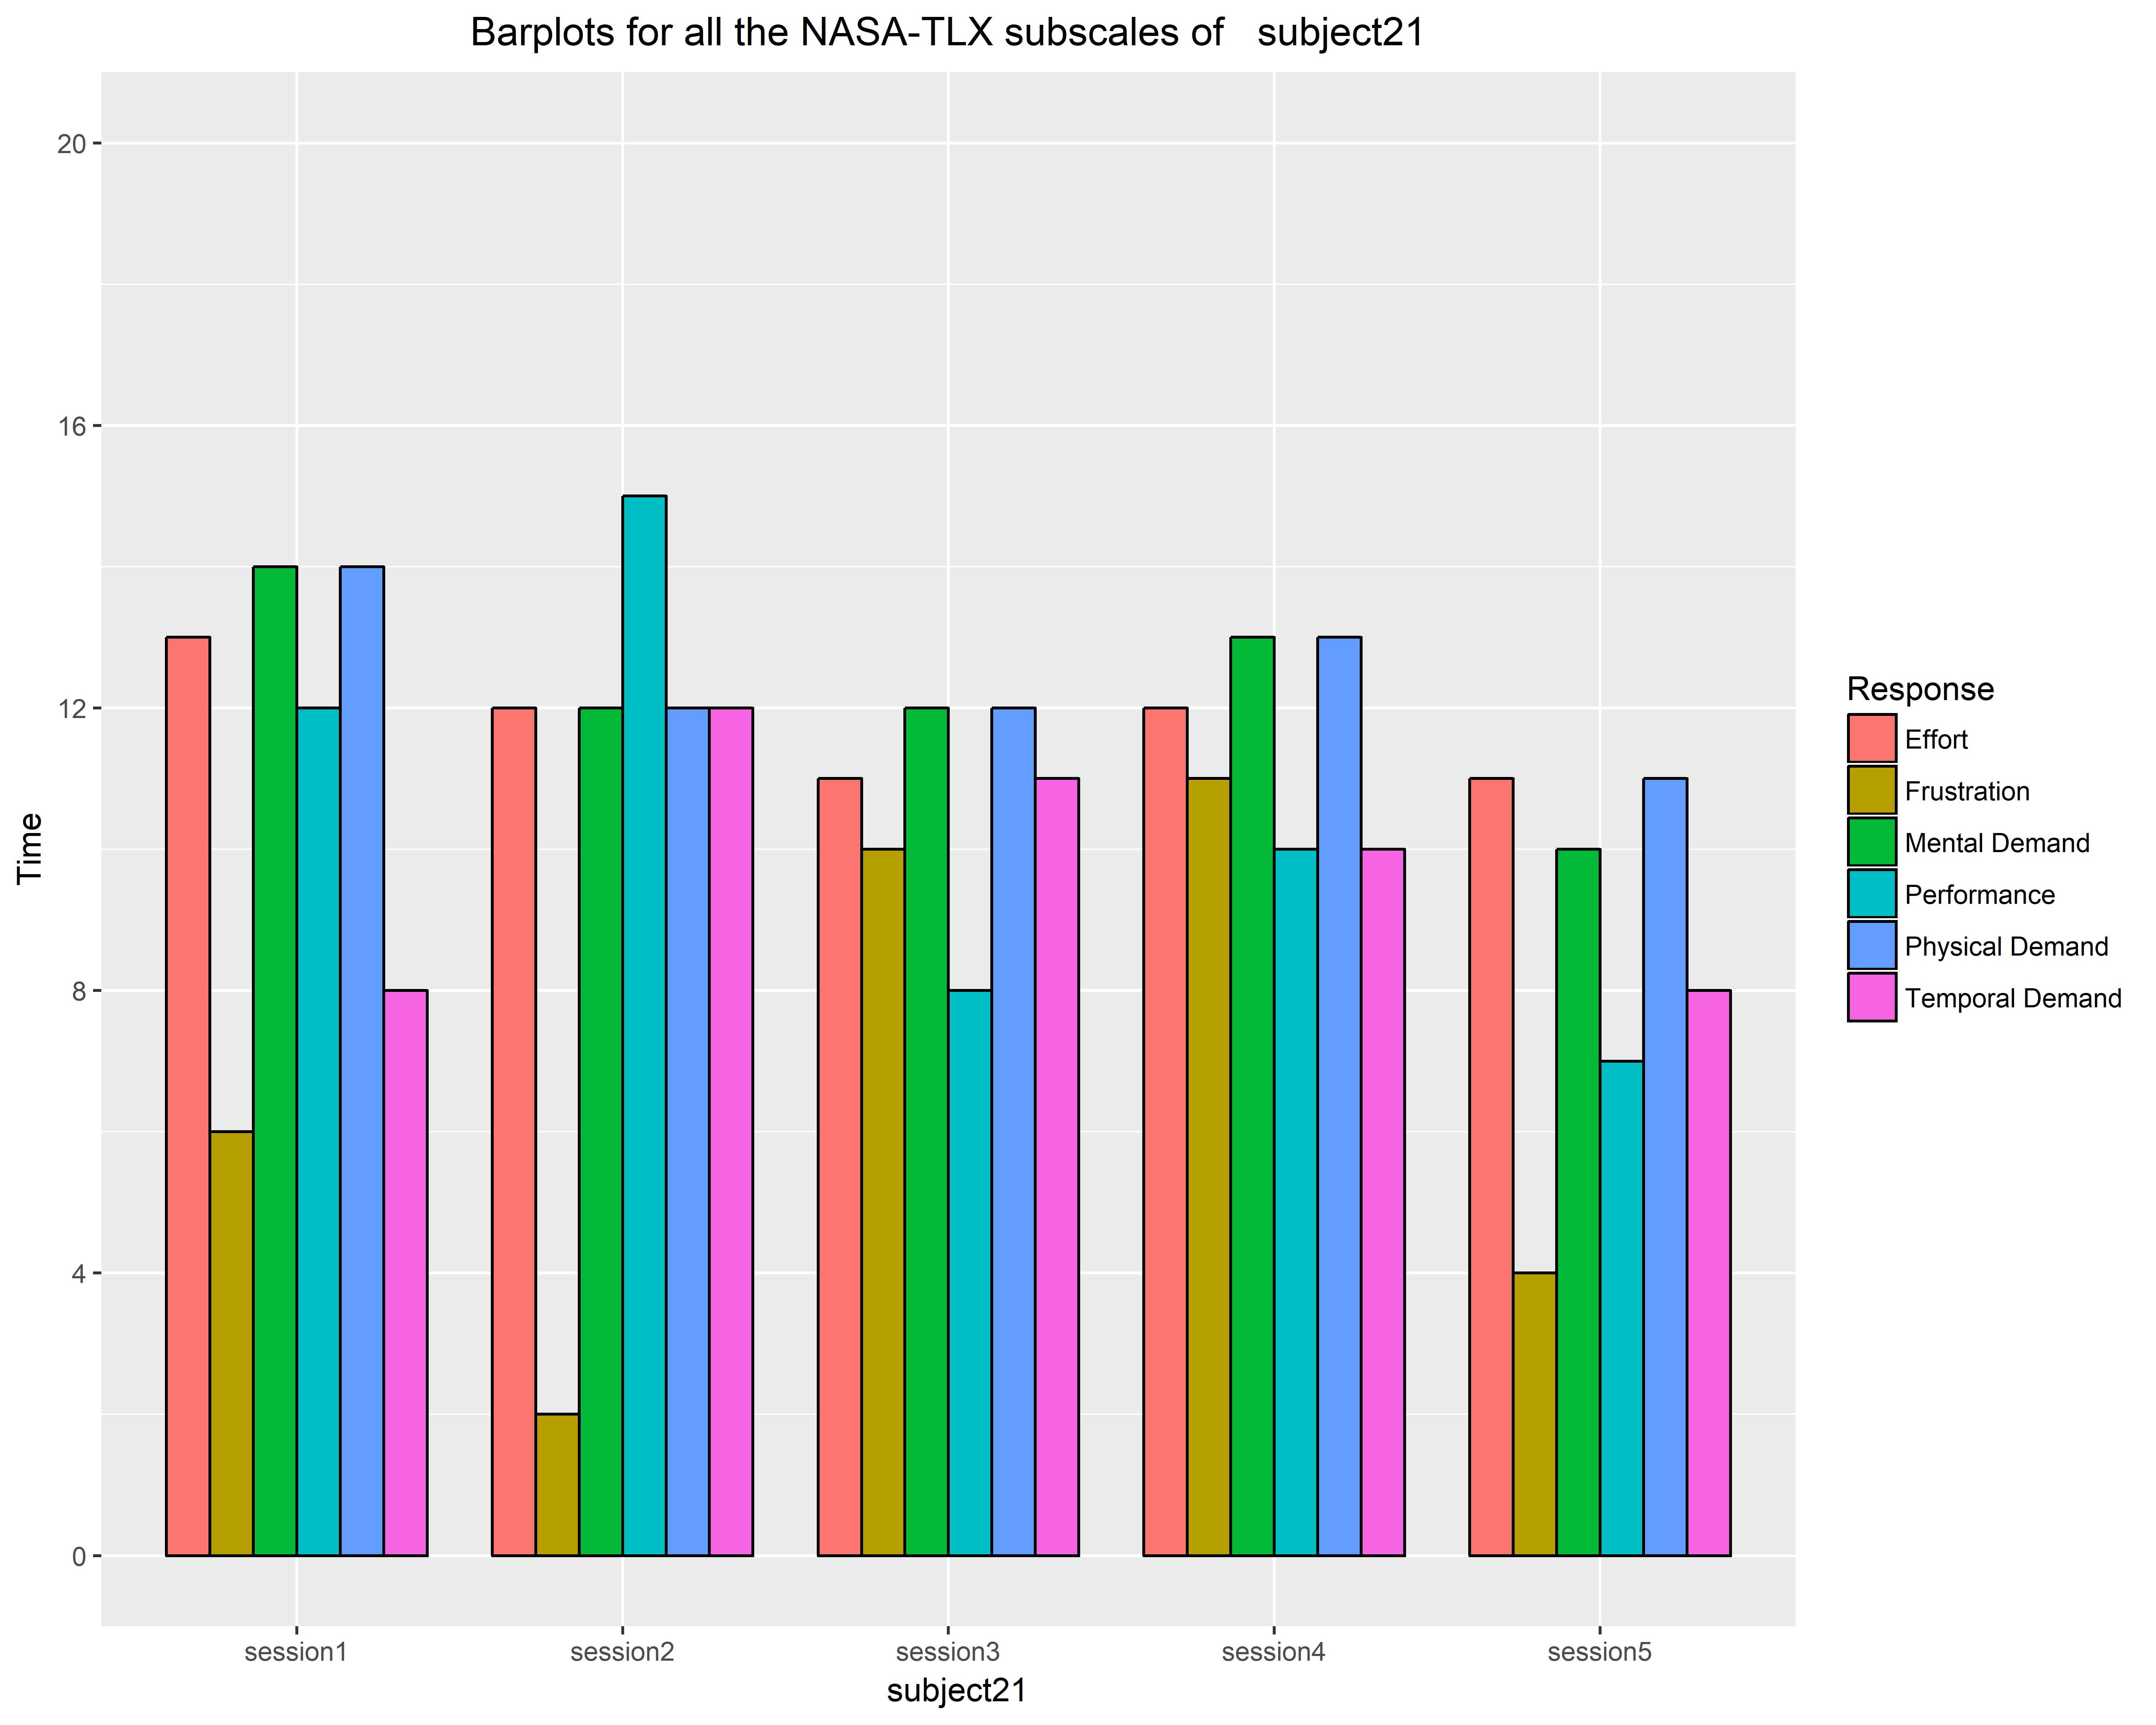 Barplots for all the NASA-TLX subscales of subject21
20
16
12
8
4
0
Time
session1
session2
session3
session4
session5
subject21
Response
Effort
Frustration
Mental Demand
Performance
Physical Demand
Temporal Demand